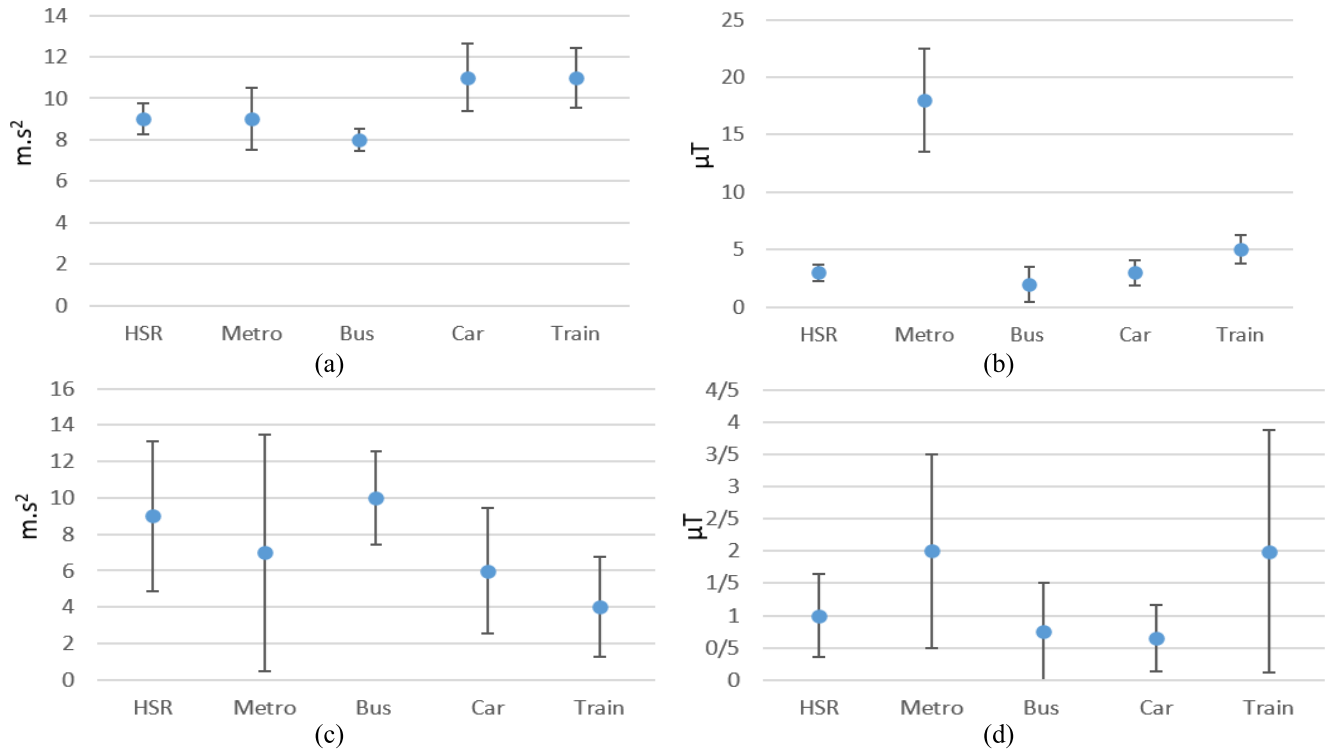 14
12
10
8
6
4
2
0
m.s²
HSR Metro Bus Car Train
(a)
25
20
15
10
5
0
µT
HSR Metro Bus Car Train
(b)
16
14
12
10
8
6
4
2
0
m.s²
HSR Metro Bus Car Train
(c)
4/5
4
3/5
3
2/5
2
1/5
1
0/5
0
µT
HSR Metro Bus Car Train
(d)